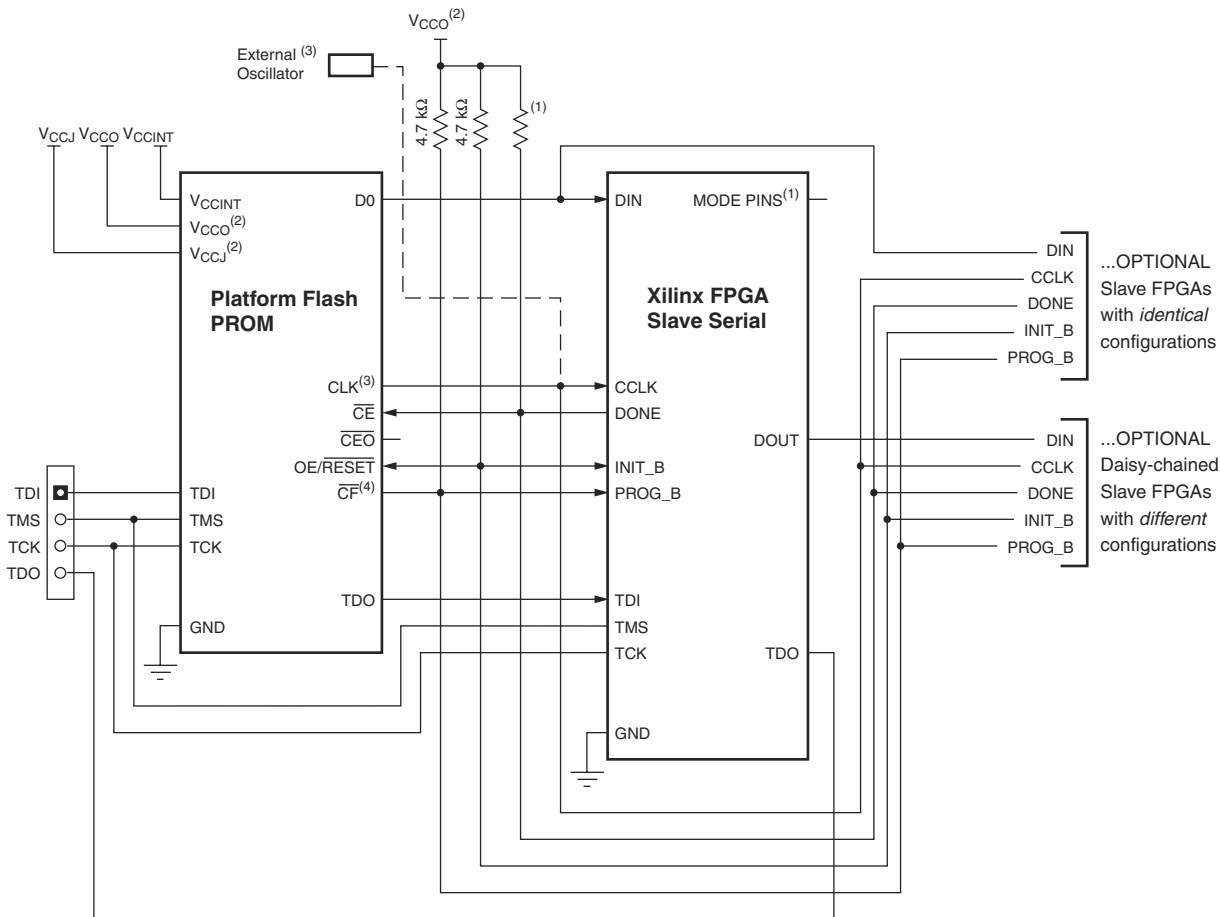 VCCO(2)
External (3)
Oscillator
4.7 kΩ
4.7 kΩ
(1)
VCCJ VCCO VCCINT
VCCINT
VCCO(2)
VCCJ(2)
D0
Platform Flash
PROM
CLK(3)
CE
CEO
OE/RESET
CF(4)
TDI
TMS
TCK
TDO
GND
TDI
TMS
TCK
TDO
DIN
MODE PINS(1)
Xilinx FPGA
Slave Serial
CCLK
DONE
DOUT
INIT_B
PROG_B
TDI
TMS
TCK
TDO
GND
DIN
CCLK
DONE
INIT_B
PROG_B
...OPTIONAL
Slave FPGAs
with identical
configurations
DIN
CCLK
DONE
INIT_B
PROG_B
...OPTIONAL
Daisy-chained
Slave FPGAs
with different
configurations